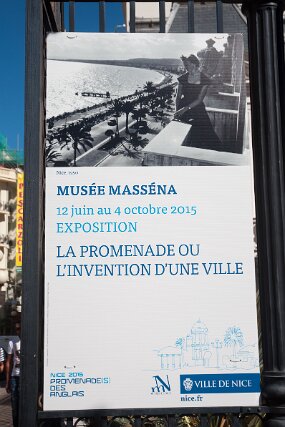 MUSÉE MASSÉNA
12 juin au 4 octobre 2015
EXPOSITION
LA PROMENADE OU
L'INVENTION D'UNE VILLE
NICE 2015
PROMENADE(S)
DES
ANGLAIS
VILLE DE NICE
nice.fr
PESCARZOLI